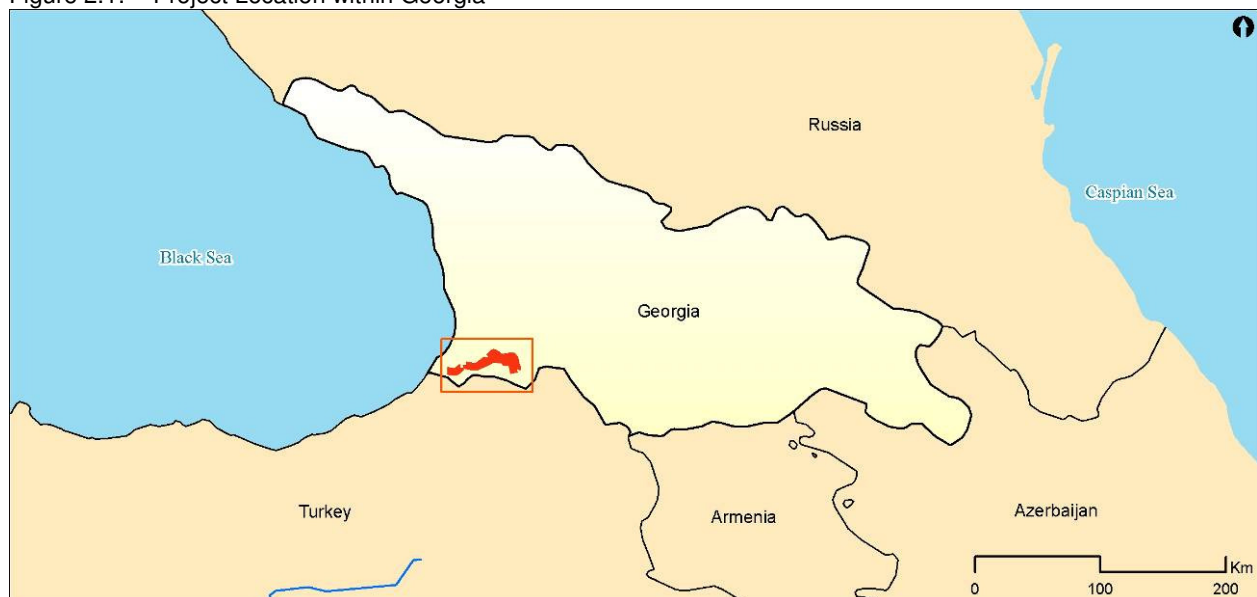 Figure 2.1: Project Location within Georgia
Russia
Caspian Sea
Black Sea
Georgia
Turkey
Armenia
Azerbaijan
Km
0 100 200